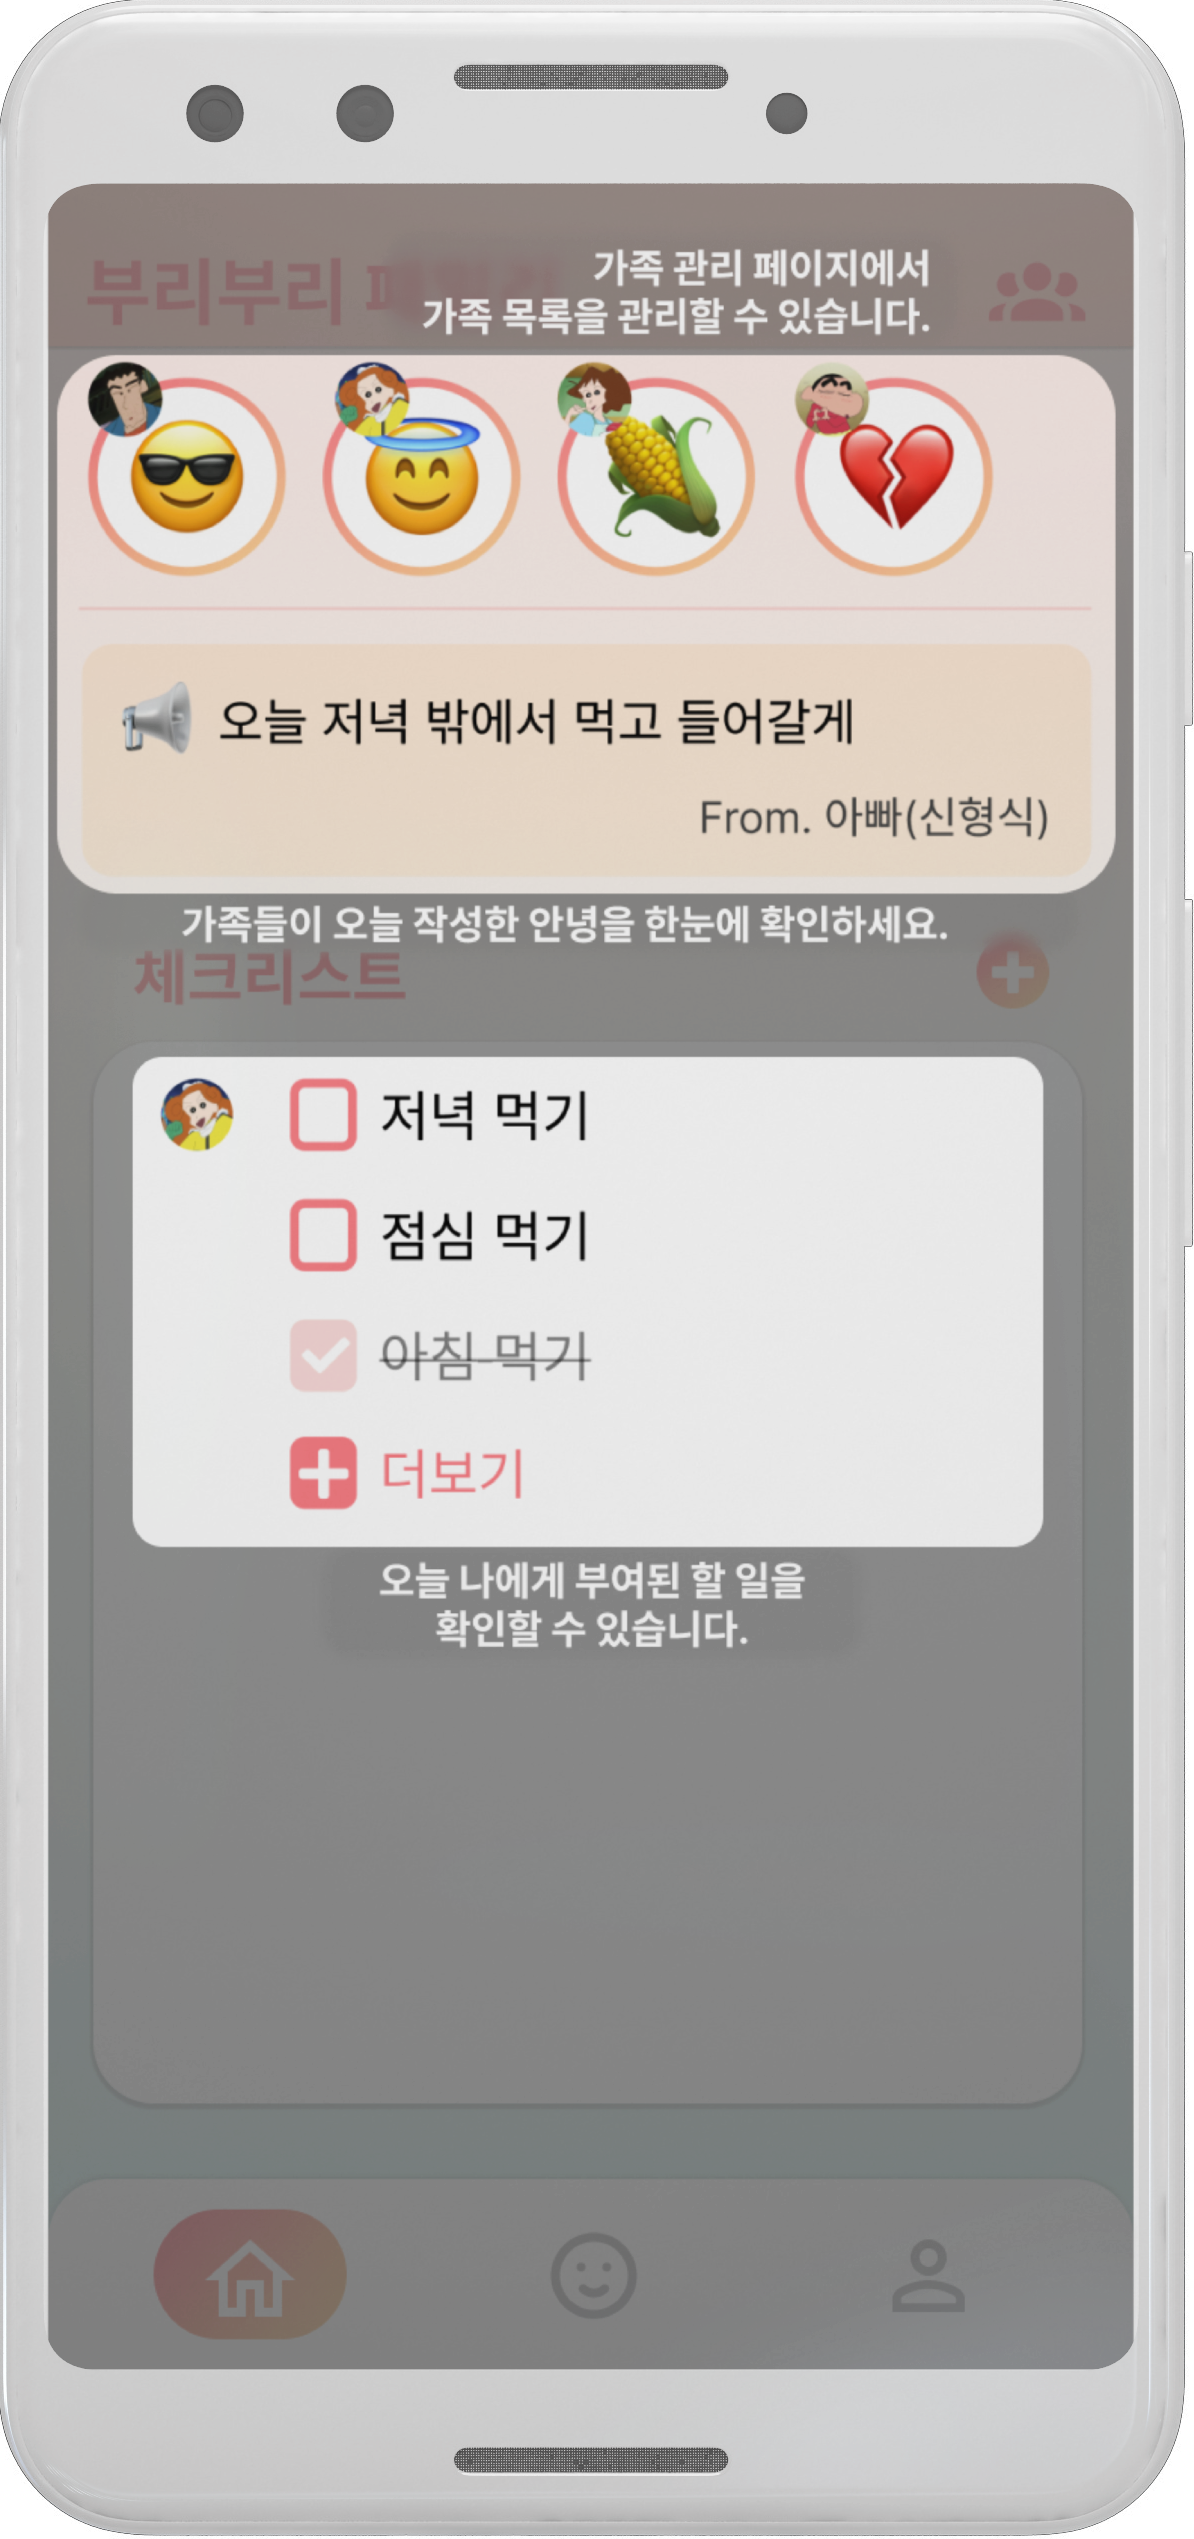 부리부리
가족 관리 페이지에서
가족 목록을 관리할 수 있습니다.
오늘 저녁 밖에서 먹고 들어갈게
From. 아빠(신형식)
가족들이 오늘 작성한 안녕을 한눈에 확인하세요.
체크리스트
저녁 먹기
점심 먹기
아침 먹기
더보기
오늘 나에게 부여된 할 일을
확인할 수 있습니다.